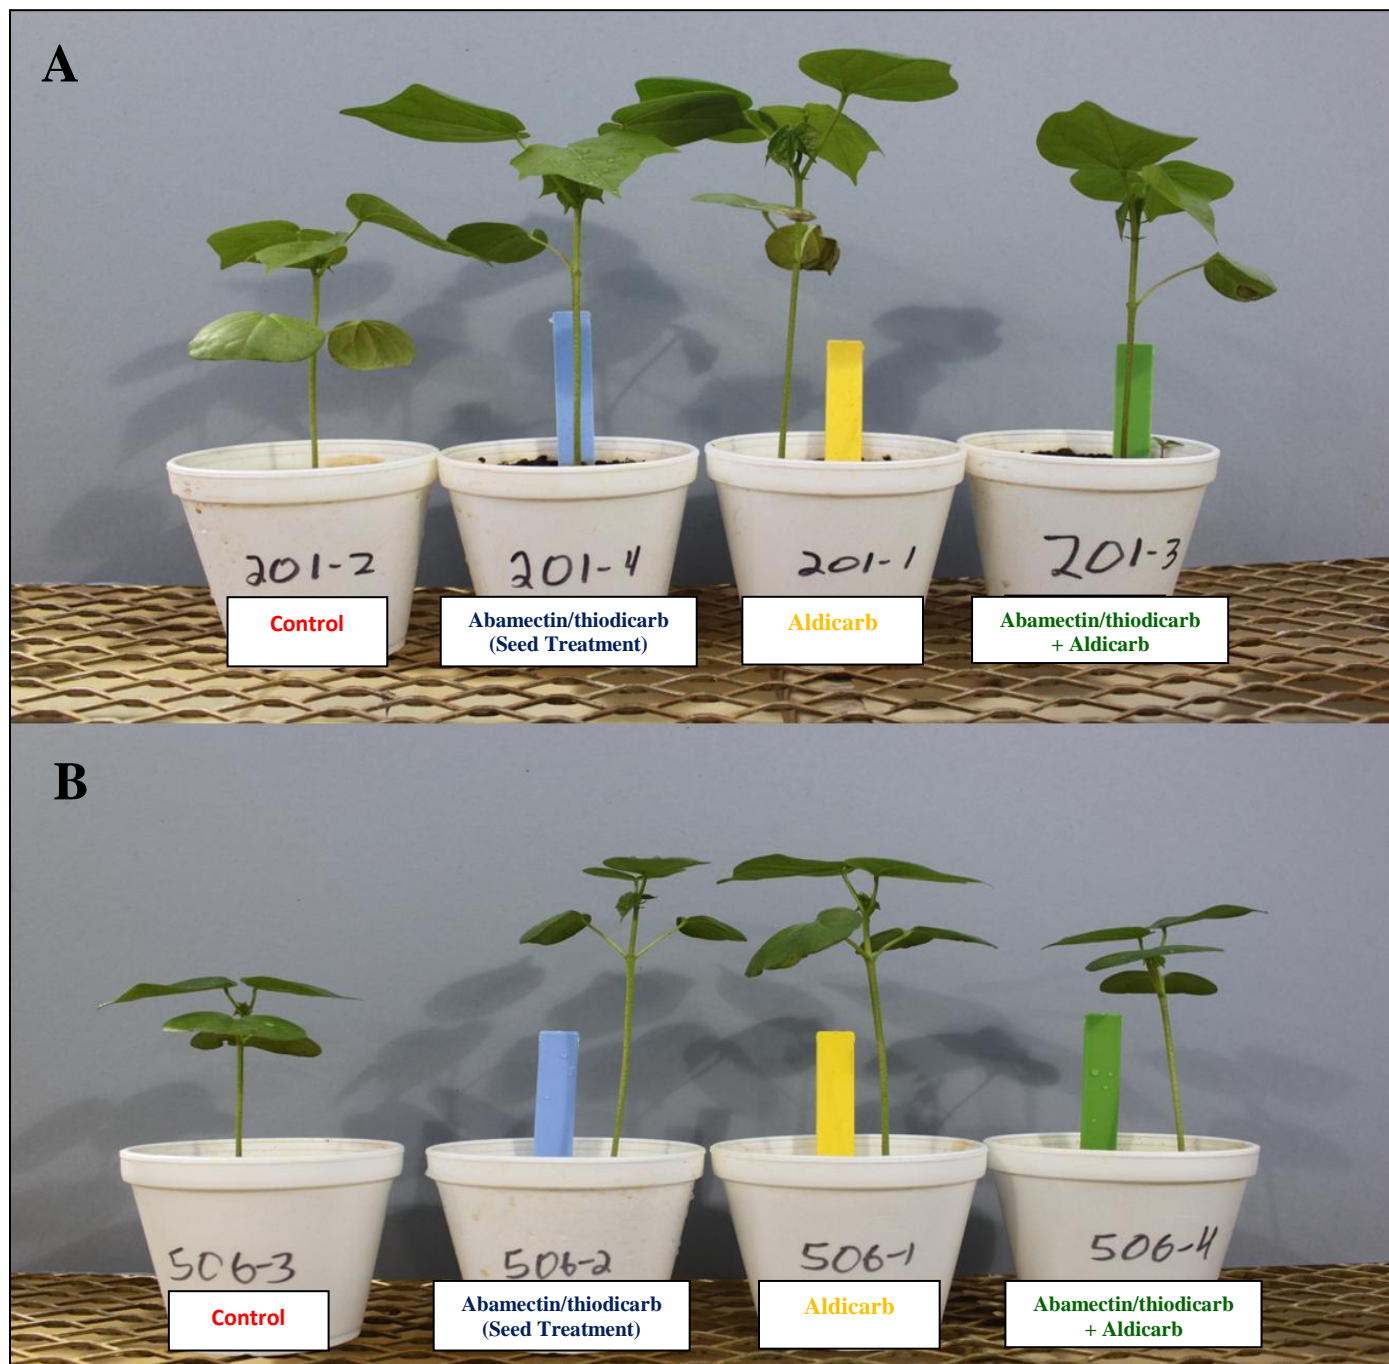 A
201-2
201-4
201-1
201-3
Control
Abamectin/thiodicarb
(Seed Treatment)
Aldicarb
Abamectin/thiodicarb
+ Aldicarb
B
506-3
506-2
506-1
506-4
Control
Abamectin/thiodicarb
(Seed Treatment)
Aldicarb
Abamectin/thiodicarb
+ Aldicarb